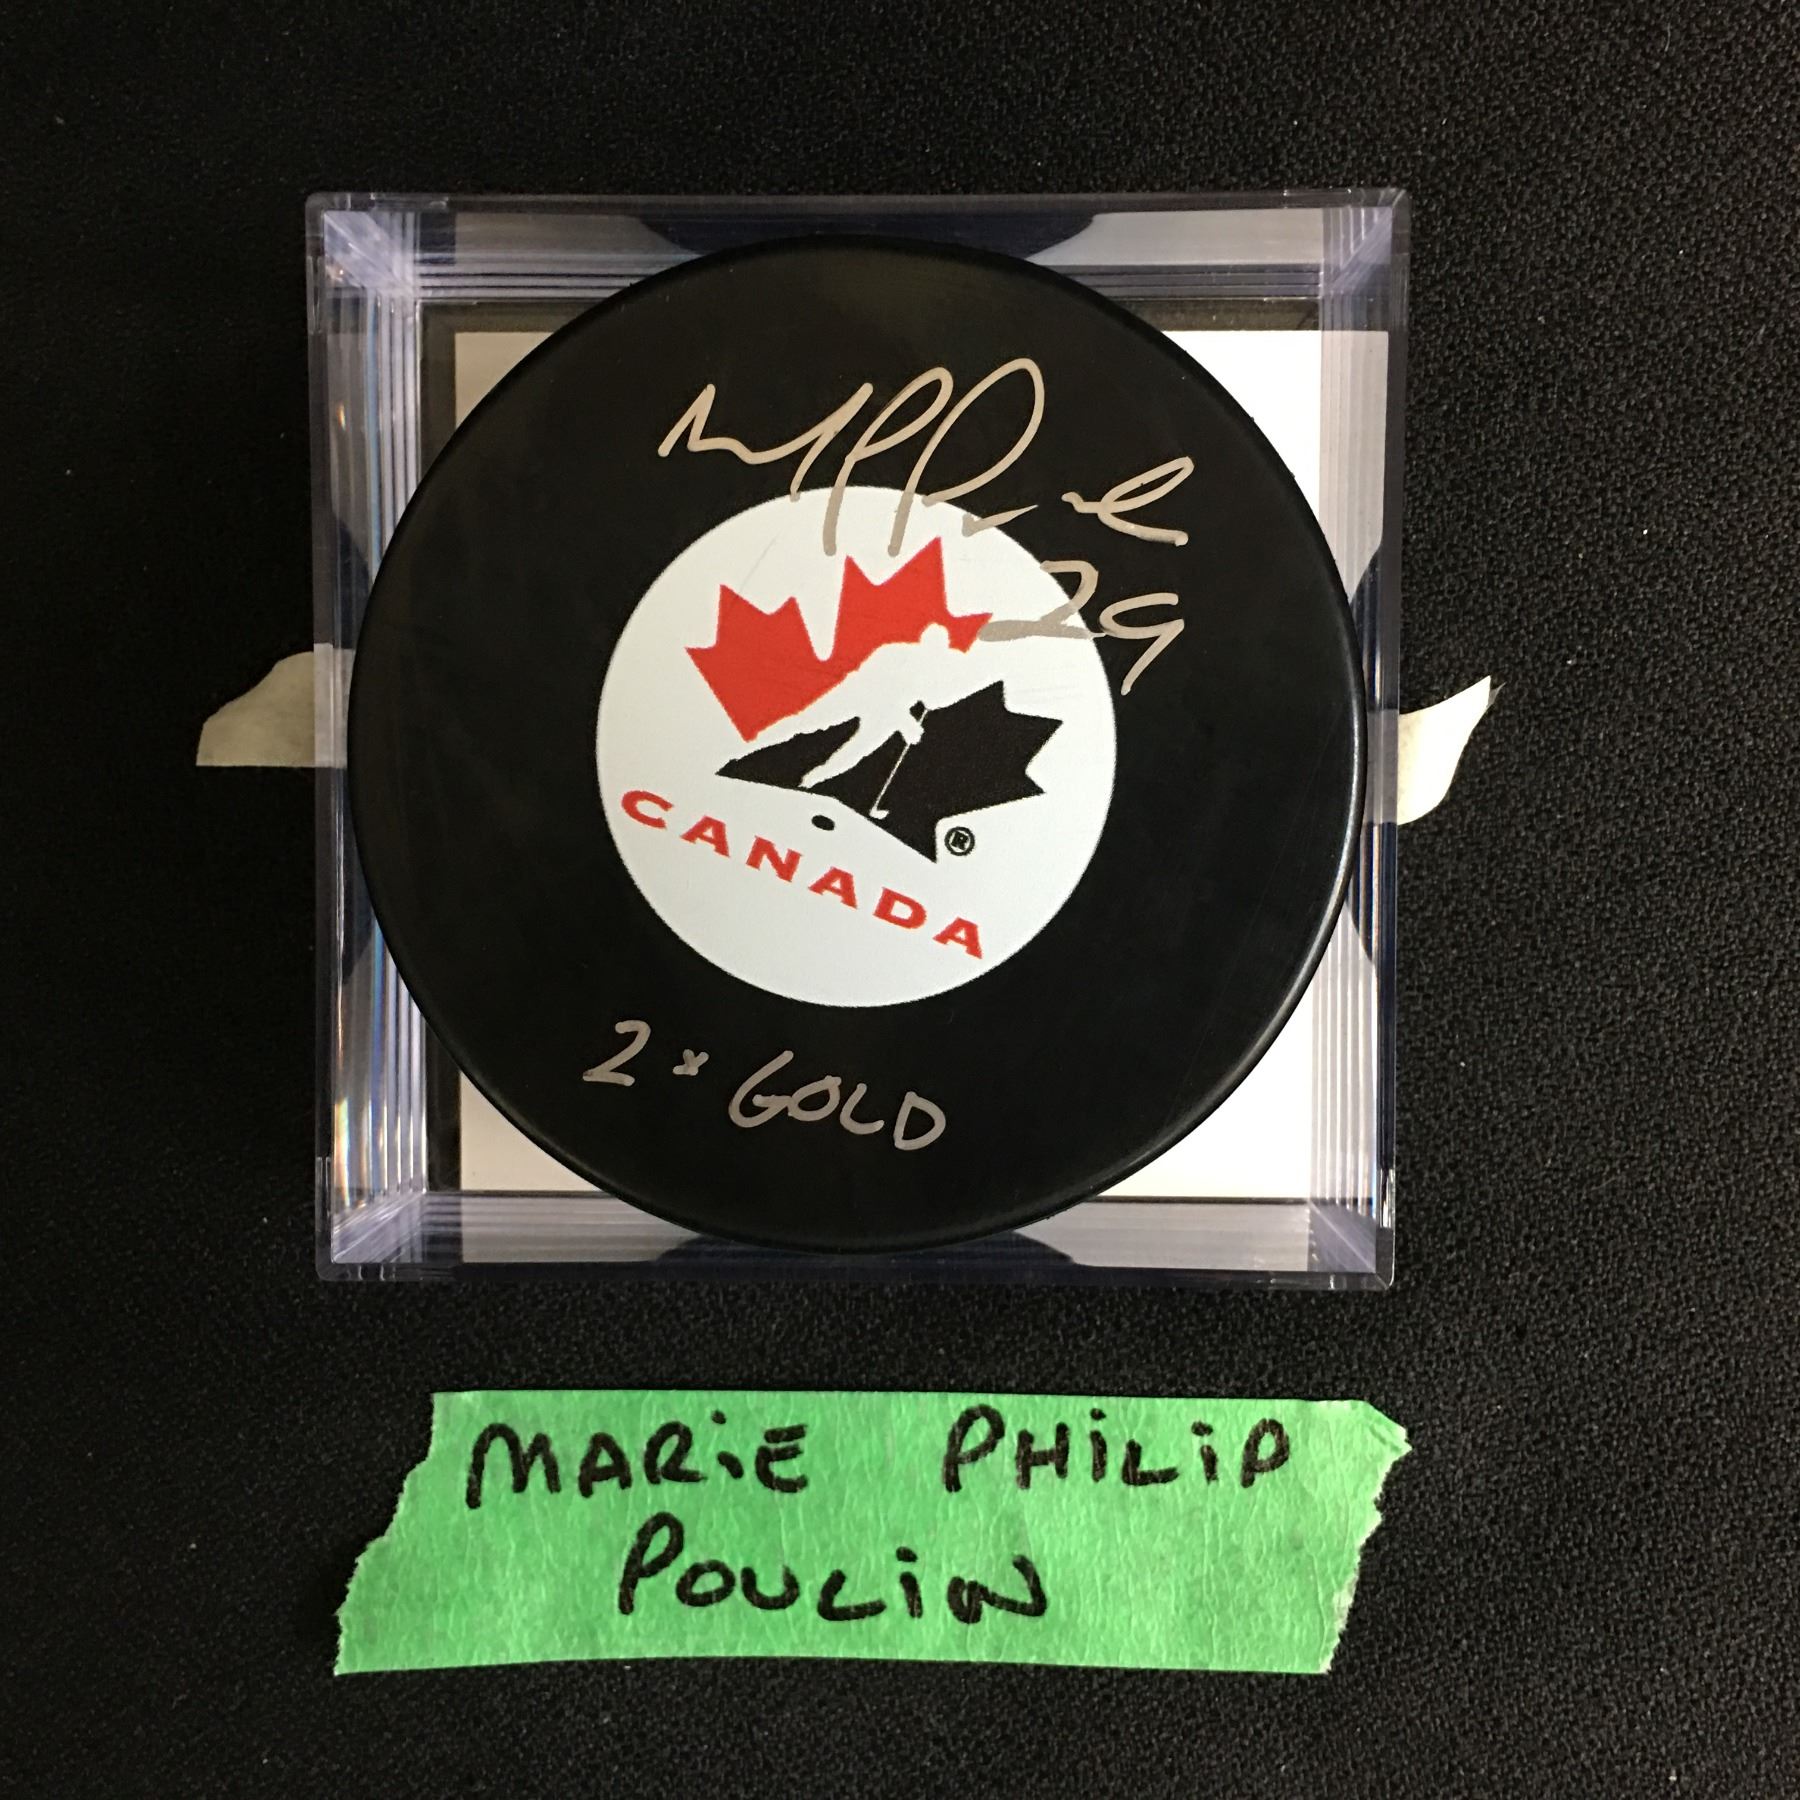 29
CANADA
®
2x GOLD
MARiE PHiLiP
POULiN